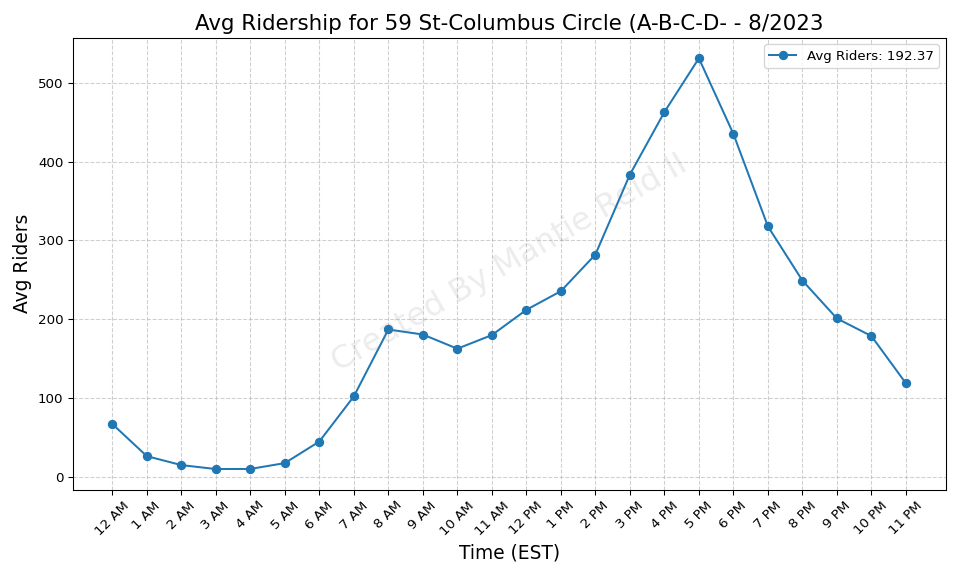 Avg Ridership for 59 St-Columbus Circle (A-B-C-D- - 8/2023
Avg Riders: 192.37
Avg Riders
500
400
300
200
100
0
Created By Mantie Reid II
12 AM
1 AM
2 AM
3 AM
4 AM
5 AM
6 AM
7 AM
8 AM
9 AM
10 AM
11 AM
12 PM
1 PM
2 PM
3 PM
4 PM
5 PM
6 PM
7 PM
8 PM
9 PM
10 PM
11 PM
Time (EST)